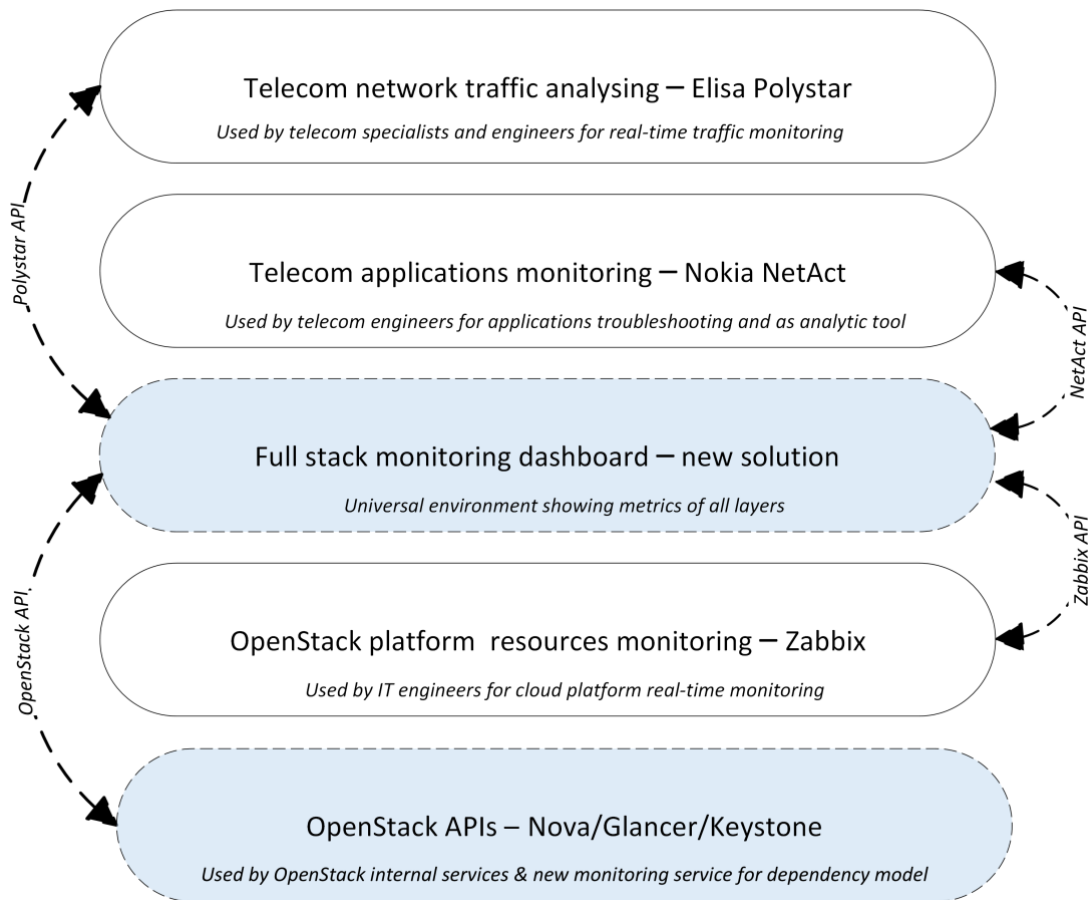 Telecom network traffic analysing – Elisa Polystar
Used by telecom specialists and engineers for real-time traffic monitoring
Polystar API
Telecom applications monitoring – Nokia NetAct
Used by telecom engineers for applications troubleshooting and as analytic tool
NetAct API
Full stack monitoring dashboard – new solution
Universal environment showing metrics of all layers
Zabbix API
OpenStack API
OpenStack platform  resources monitoring – Zabbix
Used by IT engineers for cloud platform real-time monitoring
OpenStack APIs – Nova/Glancer/Keystone
Used by OpenStack internal services & new monitoring service for dependency model